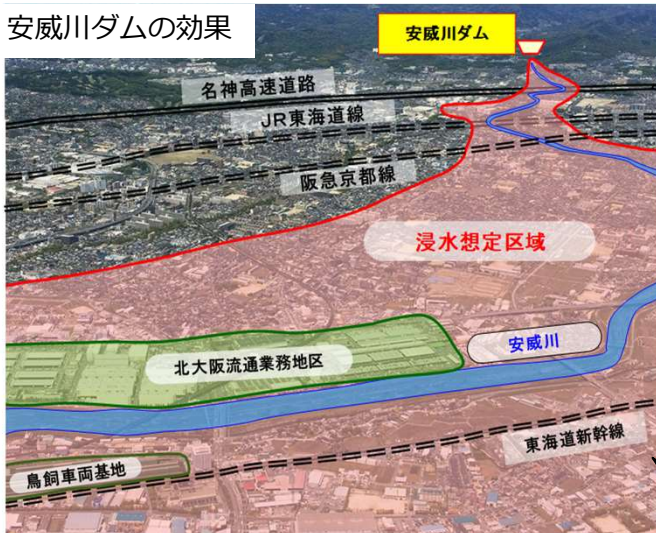 安威川ダムの効果
安威川ダム
名神高速道路
JR東海道線
阪急京都線
浸水想定区域
安威川
北大阪流通業務地区
東海道新幹線
鳥飼車両基地